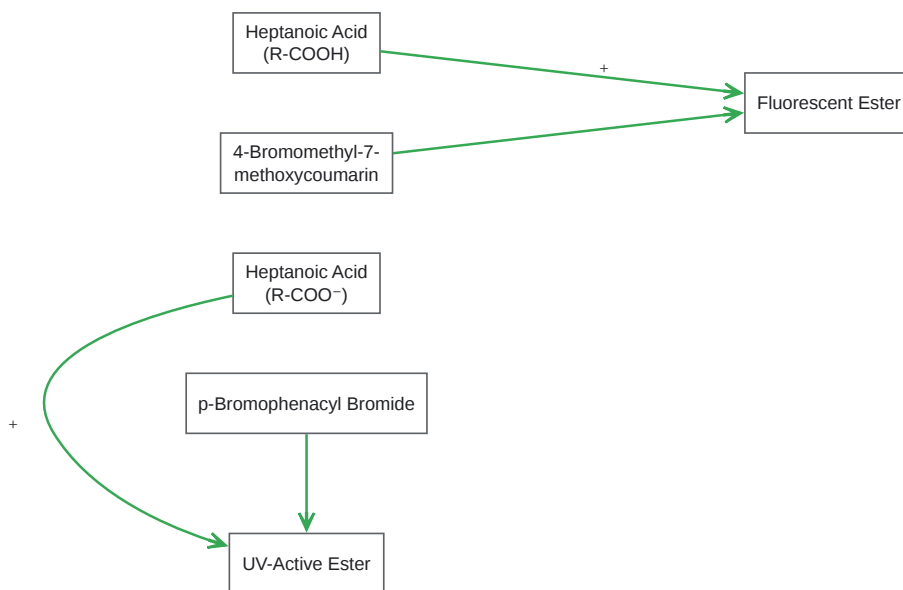 Heptanoic Acid
(R-COOH)
+
Fluorescent Ester
4-Bromomethyl-7-
methoxycoumarin
Heptanoic Acid
(R-COO⁻)
p-Bromophenacyl Bromide
+
UV-Active Ester